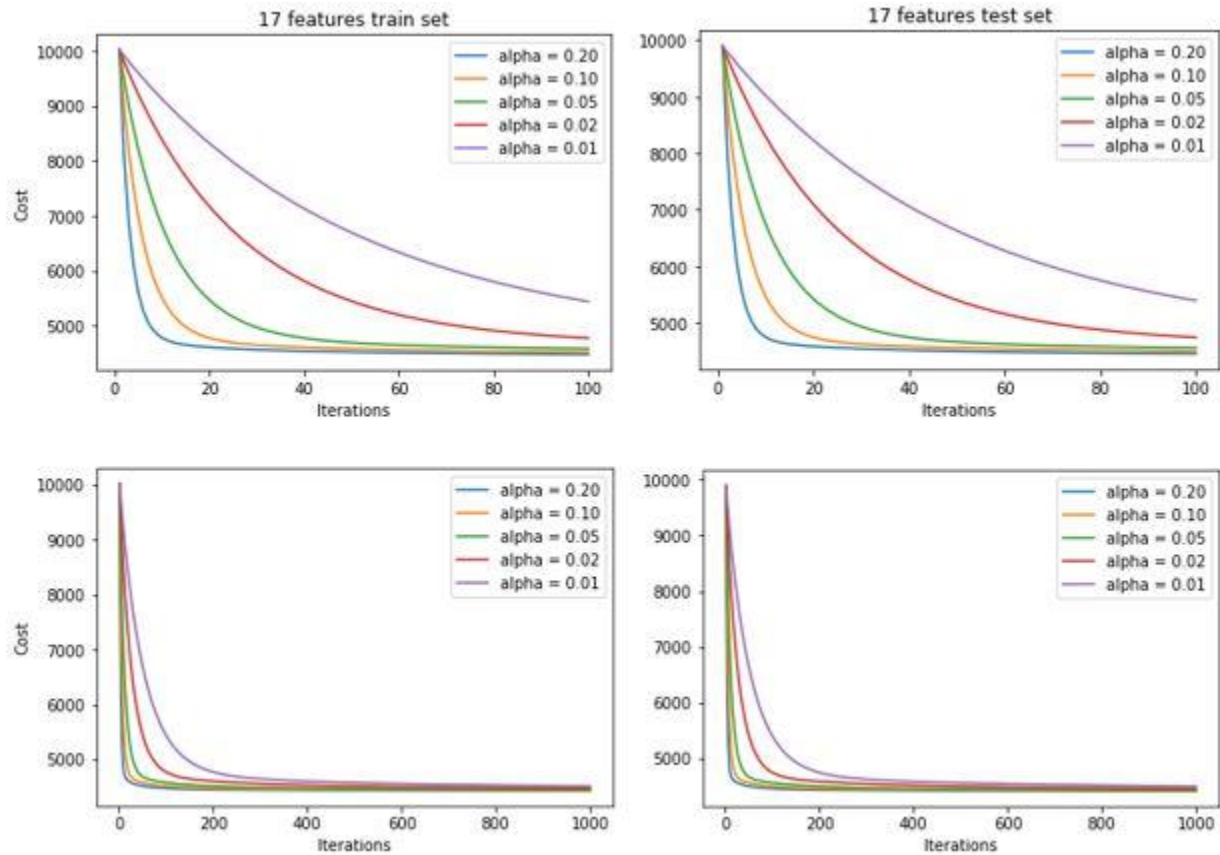 17 features train set
10000
9000
8000
7000
6000
5000
Cost
0 20 40 60 80 100
Iterations
alpha = 0.20
alpha = 0.10
alpha = 0.05
alpha = 0.02
alpha = 0.01
17 features test set
10000
9000
8000
7000
6000
5000
0 20 40 60 80 100
Iterations
alpha = 0.20
alpha = 0.10
alpha = 0.05
alpha = 0.02
alpha = 0.01
10000
9000
8000
7000
6000
5000
Cost
0 200 400 600 800 1000
Iterations
alpha = 0.20
alpha = 0.10
alpha = 0.05
alpha = 0.02
alpha = 0.01
10000
9000
8000
7000
6000
5000
0 200 400 600 800 1000
Iterations
alpha = 0.20
alpha = 0.10
alpha = 0.05
alpha = 0.02
alpha = 0.01